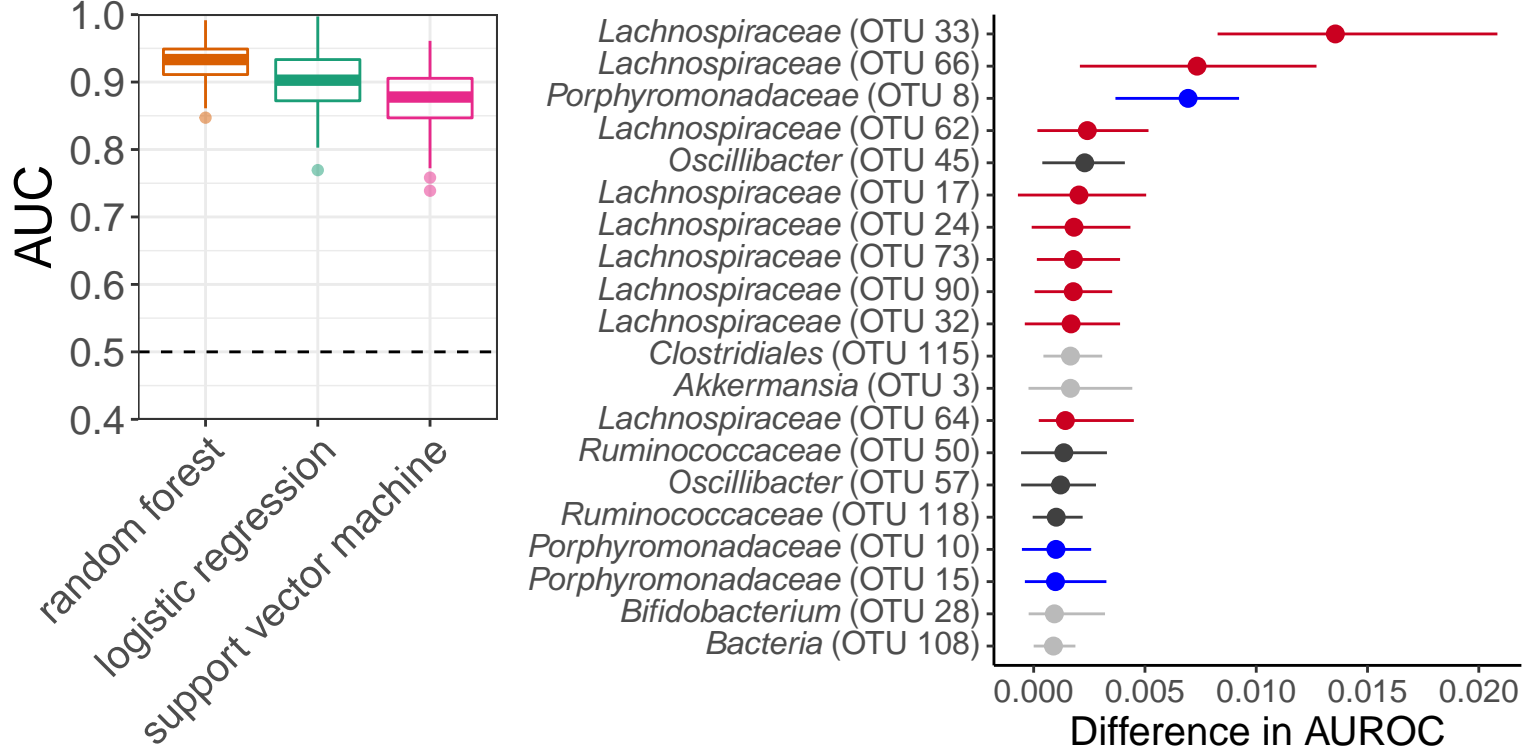 AUC
1.0
0.9
0.8
0.7
0.6
0.5
0.4
random forest
logistic regression
support vector machine
Lachnospiraceae (OTU 33)
Lachnospiraceae (OTU 66)
Porphyromonadaceae (OTU 8)
Lachnospiraceae (OTU 62)
Oscillibacter (OTU 45)
Lachnospiraceae (OTU 17)
Lachnospiraceae (OTU 24)
Lachnospiraceae (OTU 73)
Lachnospiraceae (OTU 90)
Lachnospiraceae (OTU 32)
Clostridiales (OTU 115)
Akkermansia (OTU 3)
Lachnospiraceae (OTU 64)
Ruminococcaceae (OTU 50)
Oscillibacter (OTU 57)
Ruminococcaceae (OTU 118)
Porphyromonadaceae (OTU 10)
Porphyromonadaceae (OTU 15)
Bifidobacterium (OTU 28)
Bacteria (OTU 108)
0.000 0.005 0.010 0.015 0.020
Difference in AUROC